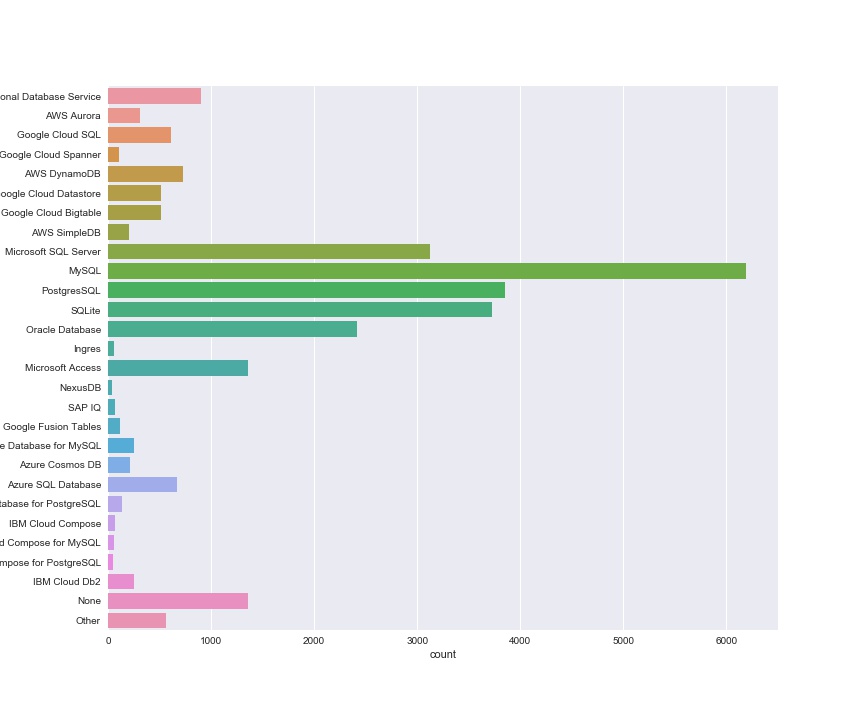 onal Database Service
AWS Aurora
Google Cloud SQL
Google Cloud Spanner
AWS DynamoDB
oogle Cloud Datastore
Google Cloud Bigtable
AWS SimpleDB
Microsoft SQL Server
MySQL
PostgresSQL
SQLite
Oracle Database
Ingres
Microsoft Access
NexusDB
SAP IQ
Google Fusion Tables
e Database for MySQL
Azure Cosmos DB
Azure SQL Database
tabase for PostgreSQL
IBM Cloud Compose
d Compose for MySQL
mpose for PostgreSQL
IBM Cloud Db2
None
Other
0 1000 2000 3000 4000 5000 6000
count